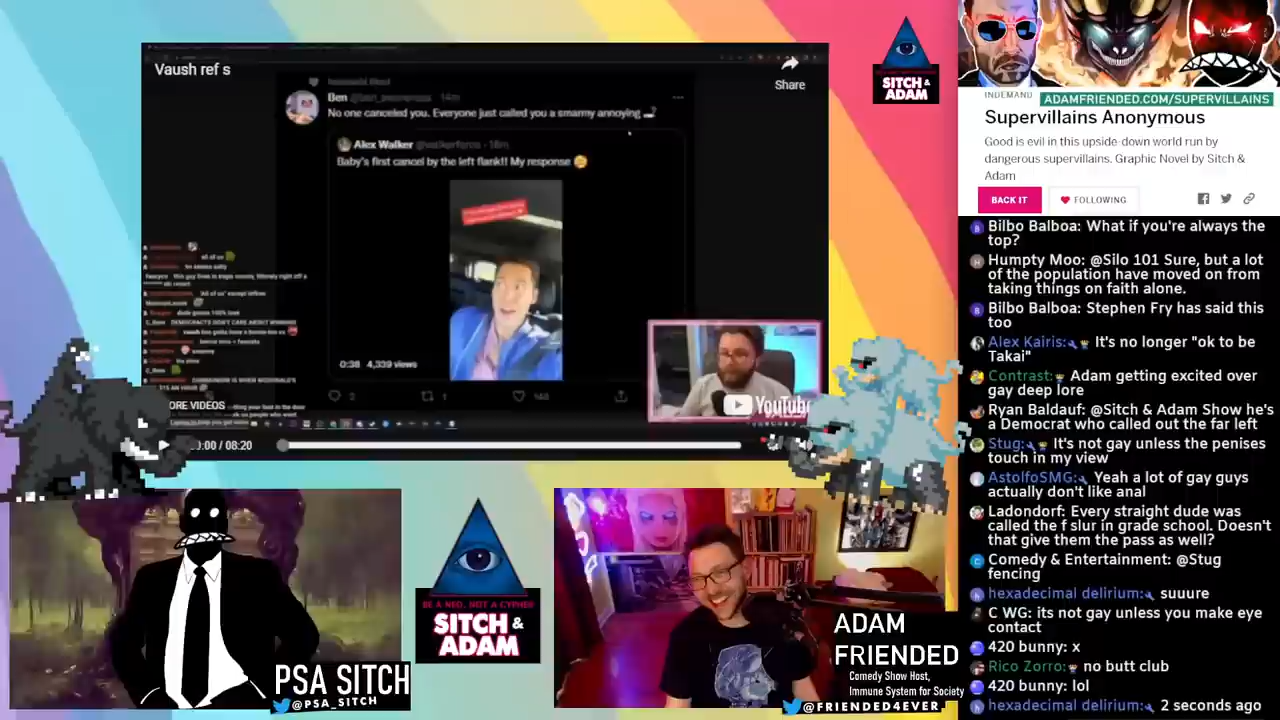 Vaush ref s
Share
Ben
14m
No one canceled you. Everyone just called you a smarmy annoying
Alex Walker @walkerforce · 18m
Baby's first cancel by the left flank!! My response
0:38 4,339 views
2
1
148
MORE VIDEOS
YouTube
0:00 / 08:20
SITCH &
ADAM
INDEMAND
ADAMFRIENDED.COM/SUPERVILLAINS
Supervillains Anonymous
Good is evil in this upside-down world run by
dangerous supervillains. Graphic Novel by Sitch &
Adam
BACK IT
FOLLOWING
Bilbo Balboa: What if you're always the
top?
Humpty Moo: @Silo 101 Sure, but a lot
of the population have moved on from
taking things on faith alone.
Bilbo Balboa: Stephen Fry has said this
too
Alex Kairis: It's no longer "ok to be
Takai"
Contrast: Adam getting excited over
gay deep lore
Ryan Baldauf: @Sitch & Adam Show he's
a Democrat who called out the far left
Stug: It's not gay unless the penises
touch in my view
AstolfoSMG: Yeah a lot of gay guys
actually don't like anal
Ladondorf: Every straight dude was
called the f slur in grade school. Doesn't
that give them the pass as well?
Comedy & Entertainment: @Stug
fencing
hexadecimal delirium: suuure
C WG: its not gay unless you make eye
contact
420 bunny: x
Rico Zorro: no butt club
420 bunny: lol
hexadecimal delirium: 2 seconds ago
PSA SITCH
@PSA_SITCH
BE A NEO, NOT A CYPHER
SITCH &
ADAM
ADAM
FRIENDED
Comedy Show Host,
Immune System for Society
@FRIENDED4EVER